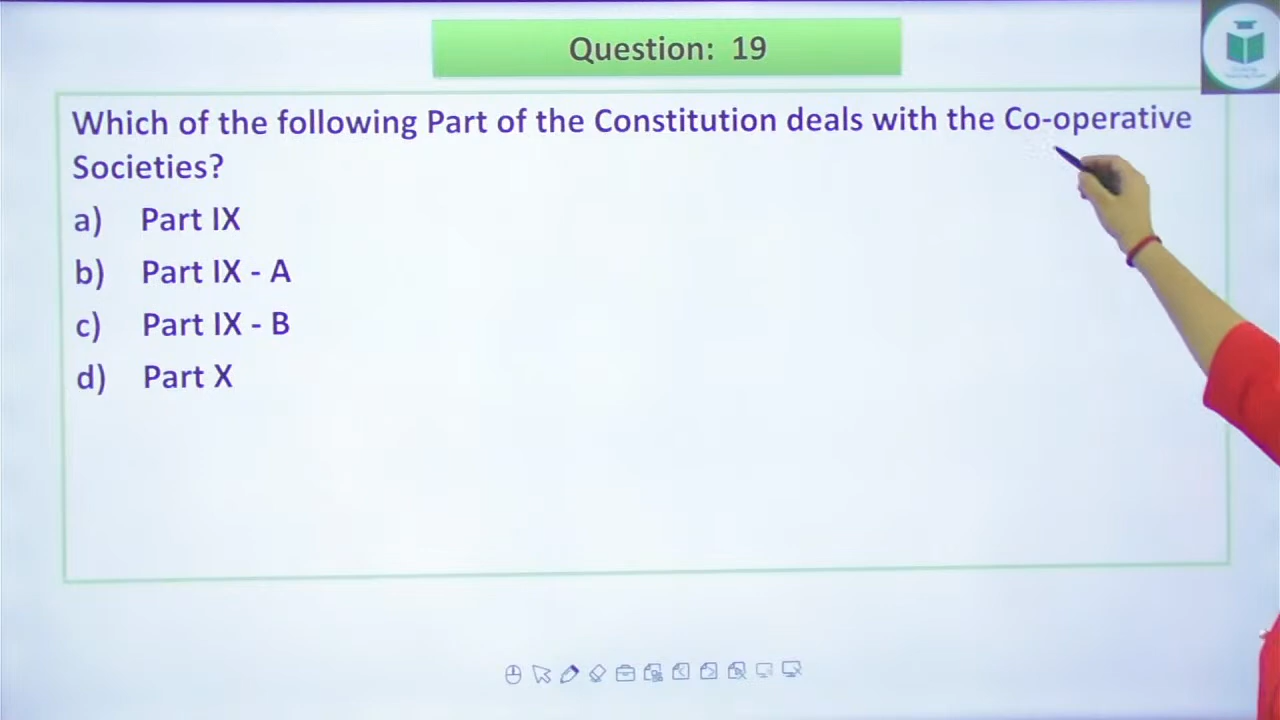 Question: 19
Which of the following Part of the Constitution deals with the Co-operative
Societies?
a) Part IX
b) Part IX - A
c) Part IX - B
d) Part X